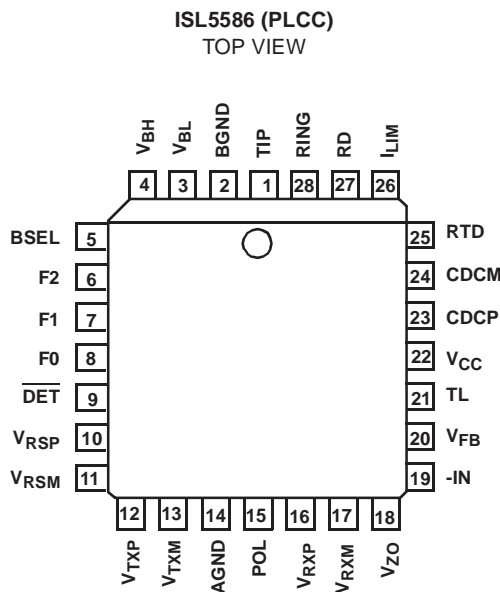 ISL5586 (PLCC)
TOP VIEW
VBH
VBL
BGND
TIP
RING
RD
ILIM
4
3
2
1
28
27
26
BSEL 5
F2 6
F1 7
F0 8
DET 9
VRSP 10
VRSM 11
25 RTD
24 CDCM
23 CDCP
22 VCC
21 TL
20 VFB
19 -IN
12
13
14
15
16
17
18
VTXP
VTXM
AGND
POL
VRXP
VRXM
VZO